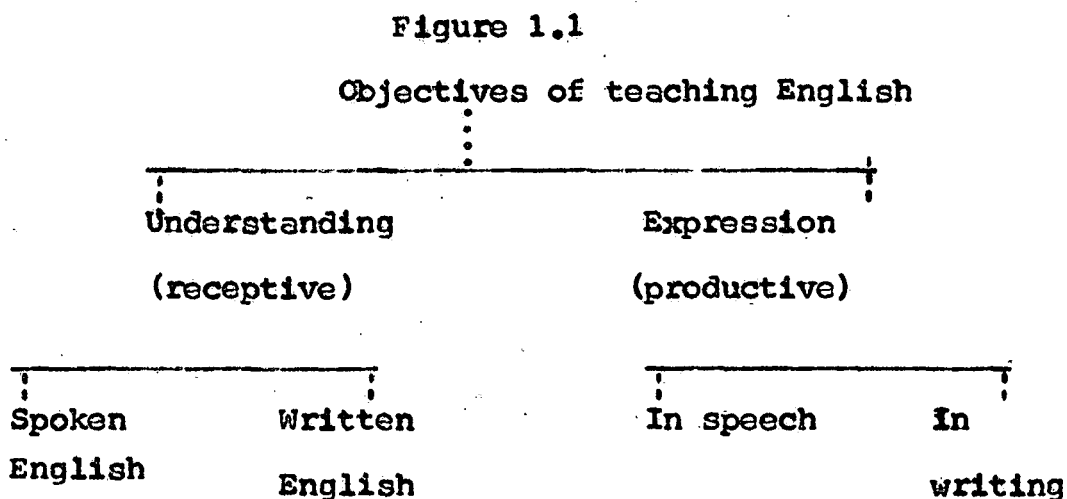 Figure 1.1
Objectives of teaching English
Understanding Expression
(receptive) (productive)
Spoken Written In speech In
English English writing